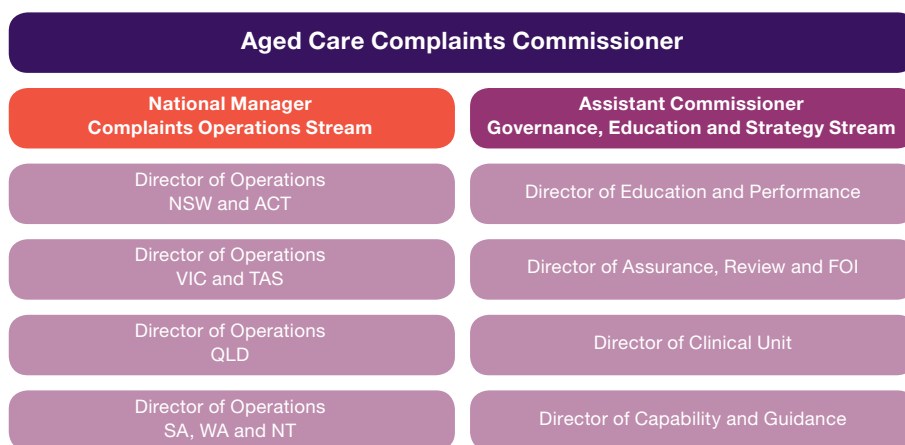 Aged Care Complaints Commissioner
National Manager
Complaints Operations Stream
Assistant Commissioner
Governance, Education and Strategy Stream
Director of Operations
NSW and ACT
Director of Education and Performance
Director of Operations
VIC and TAS
Director of Assurance, Review and FOI
Director of Operations
QLD
Director of Clinical Unit
Director of Operations
SA, WA and NT
Director of Capability and Guidance